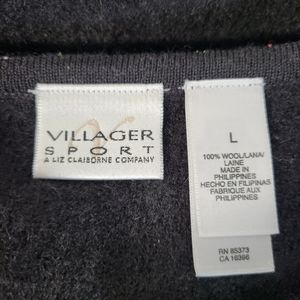 VILLAGER
SPORT
A LIZ CLAIBORNE COMPANY
L
100% WOOL/LANA/
LAINE
MADE IN
PHILIPPINES
HECHO EN FILIPINAS
FABRIQUE AUX
PHILIPPINES
RN 85373
CA 16396